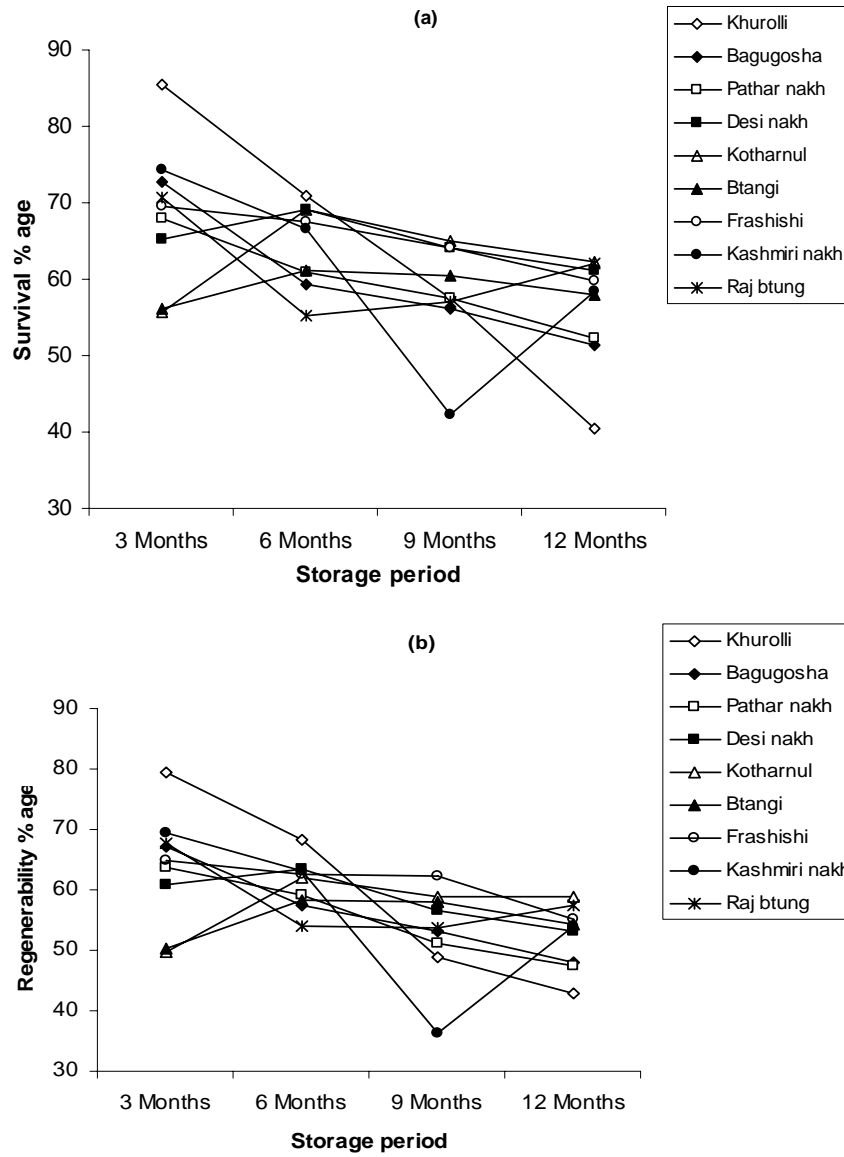 (a)
Khurolli
Bagugosha
Pathar nakh
Desi nakh
Kotharnul
Btangi
Frashishi
Kashmiri nakh
Raj btung
90
80
70
60
50
40
30
Survival % age
3 Months 6 Months 9 Months 12 Months
Storage period
(b)
Khurolli
Bagugosha
Pathar nakh
Desi nakh
Kotharnul
Btangi
Frashishi
Kashmiri nakh
Raj btung
90
80
70
60
50
40
30
Regenerability % age
3 Months 6 Months 9 Months 12 Months
Storage period